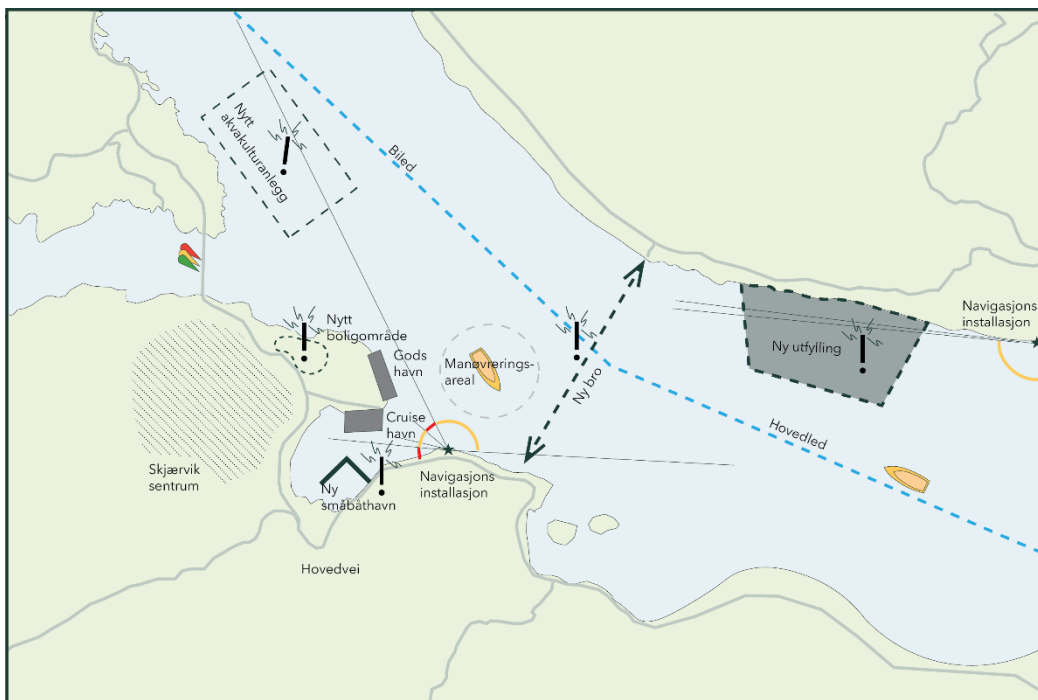 Nytt
akvakulturanlegg
Biled
Nytt
boligområde
Gods
havn
Manøvrerings-
areal
Ny bro
Ny utfylling
Navigasjons
installasjon
Cruise
havn
Hovedled
Skjærvik
sentrum
Ny
småbåthavn
Navigasjons
installasjon
Hovedvei